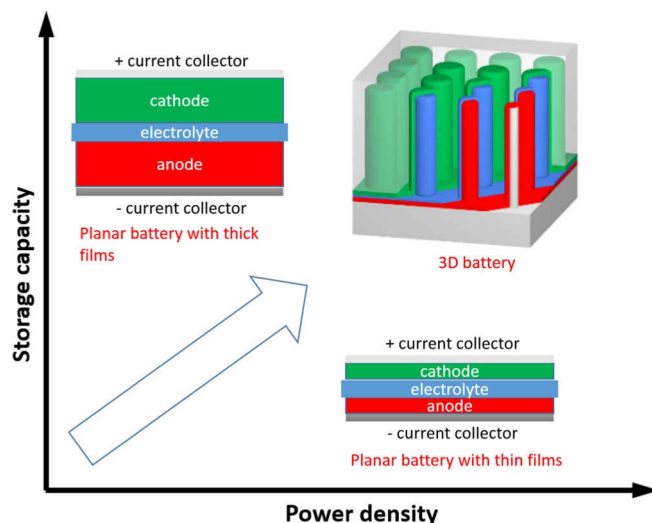 + current collector
cathode
electrolyte
anode
- current collector
Planar battery with thick
films
3D battery
+ current collector
cathode
electrolyte
anode
- current collector
Planar battery with thin films
Storage capacity
Power density